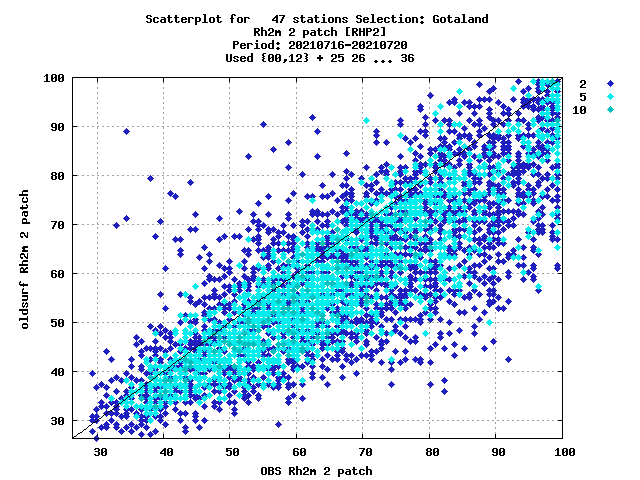 Scatterplot for   47 stations Selection: Gotaland
Rh2m 2 patch [RHP2]
Period: 20210716-20210720
Used {00,12} + 25 26 ... 36
2
5
10
100
90
80
70
60
50
40
30
oldsurf Rh2m 2 patch
30 40 50 60 70 80 90 100
OBS Rh2m 2 patch